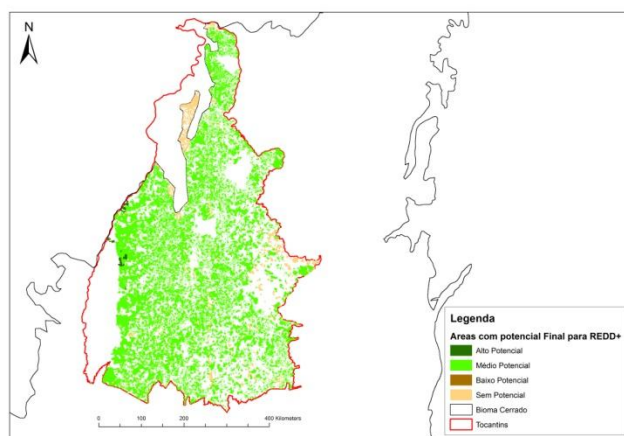 N
Legenda
Areas com potencial Final para REDD+
Alto Potencial
Médio Potencial
Baixo Potencial
Sem Potencial
Bioma Cerrado
Tocantins
0 100 200 400 Kilometers